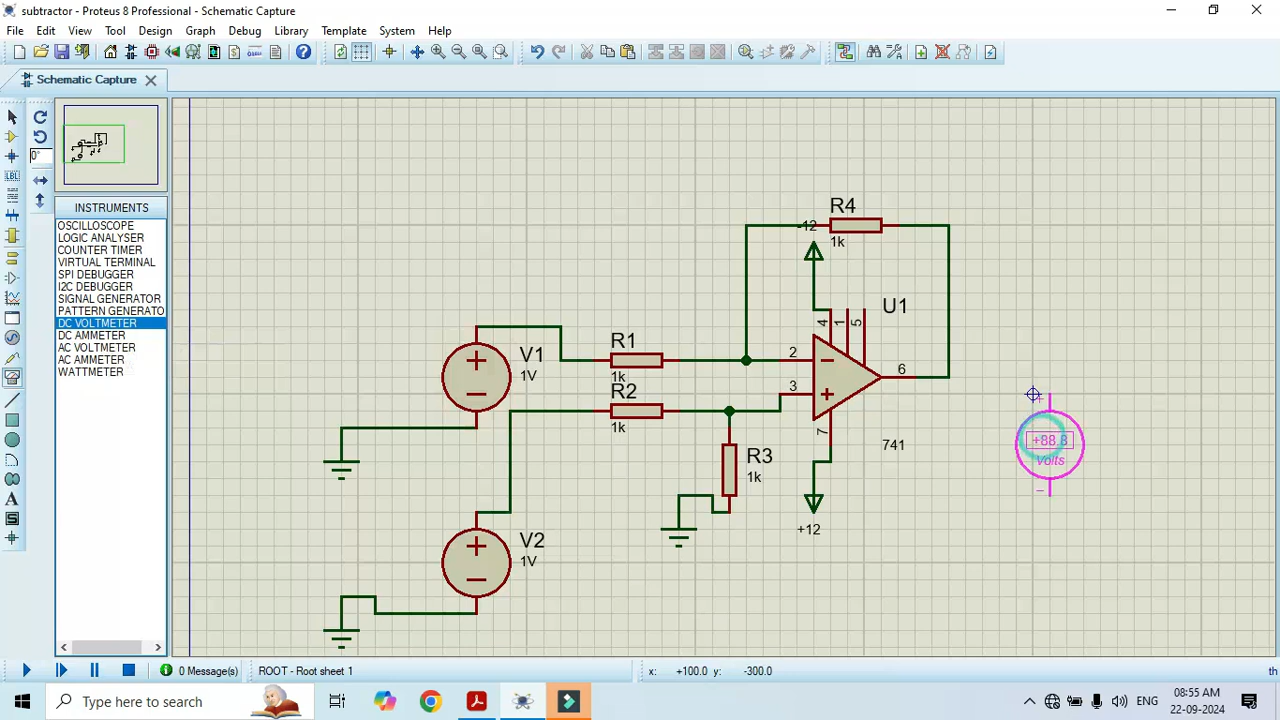 subtractor - Proteus 8 Professional - Schematic Capture
File Edit View Tool Design Graph Debug Library Template System Help
Schematic Capture
LBL
0°
INSTRUMENTS
OSCILLOSCOPE
LOGIC ANALYSER
COUNTER TIMER
VIRTUAL TERMINAL
SPI DEBUGGER
I2C DEBUGGER
SIGNAL GENERATOR
PATTERN GENERATO
DC VOLTMETER
DC AMMETER
AC VOLTMETER
AC AMMETER
WATTMETER
R4
-12
1k
U1
4 1 5
V1
1V
R1
1k
2
6
3
R2
1k
7
741
+88.8
Volts
R3
1k
+12
V2
1V
0 Message(s)
ROOT - Root sheet 1
x: +100.0 y: -300.0
th
Type here to search
ENG
08:55 AM
22-09-2024